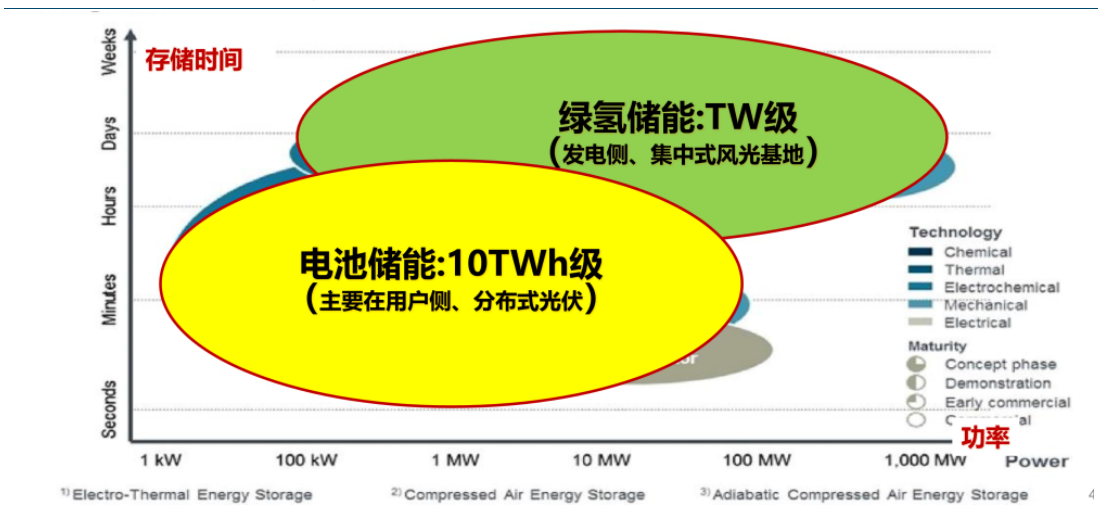 Weeks
存储时间
Days
Hours
Minutes
Seconds
绿氢储能:TW级
(发电侧、集中式风光基地)
电池储能:10TWh级
(主要在用户侧、分布式光伏)
Technology
Chemical
Thermal
Electrochemical
Mechanical
Electrical
Maturity
Concept phase
Demonstration
Early commercial
功率
1 kW
100 kW
1 MW
10 MW
100 MW
1,000 MW
Power
1) Electro-Thermal Energy Storage
2) Compressed Air Energy Storage
3) Adiabatic Compressed Air Energy Storage
4